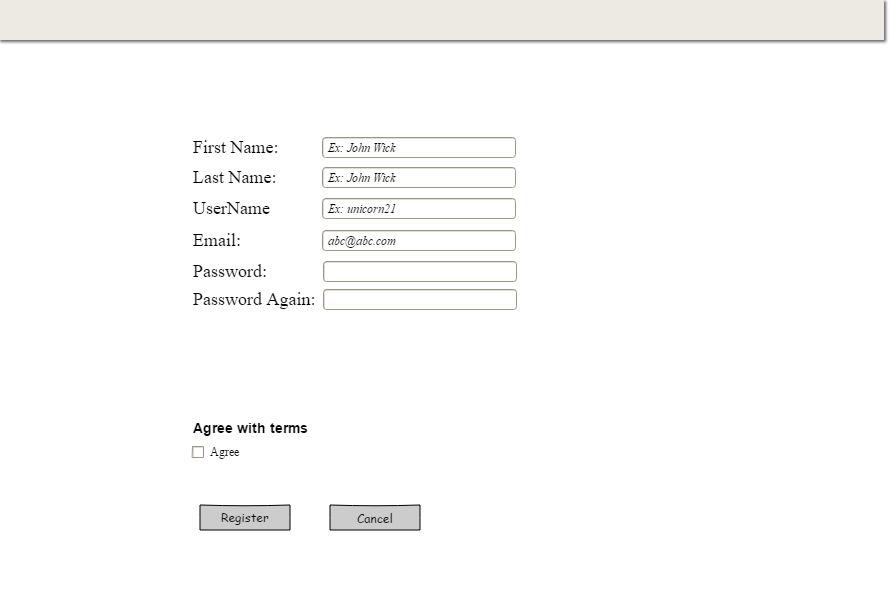 First Name: Ex: John Wick
Last Name: Ex: John Wick
UserName Ex: unicorn21
Email: abc@abc.com
Password:
Password Again:
Agree with terms
Agree
Register Cancel